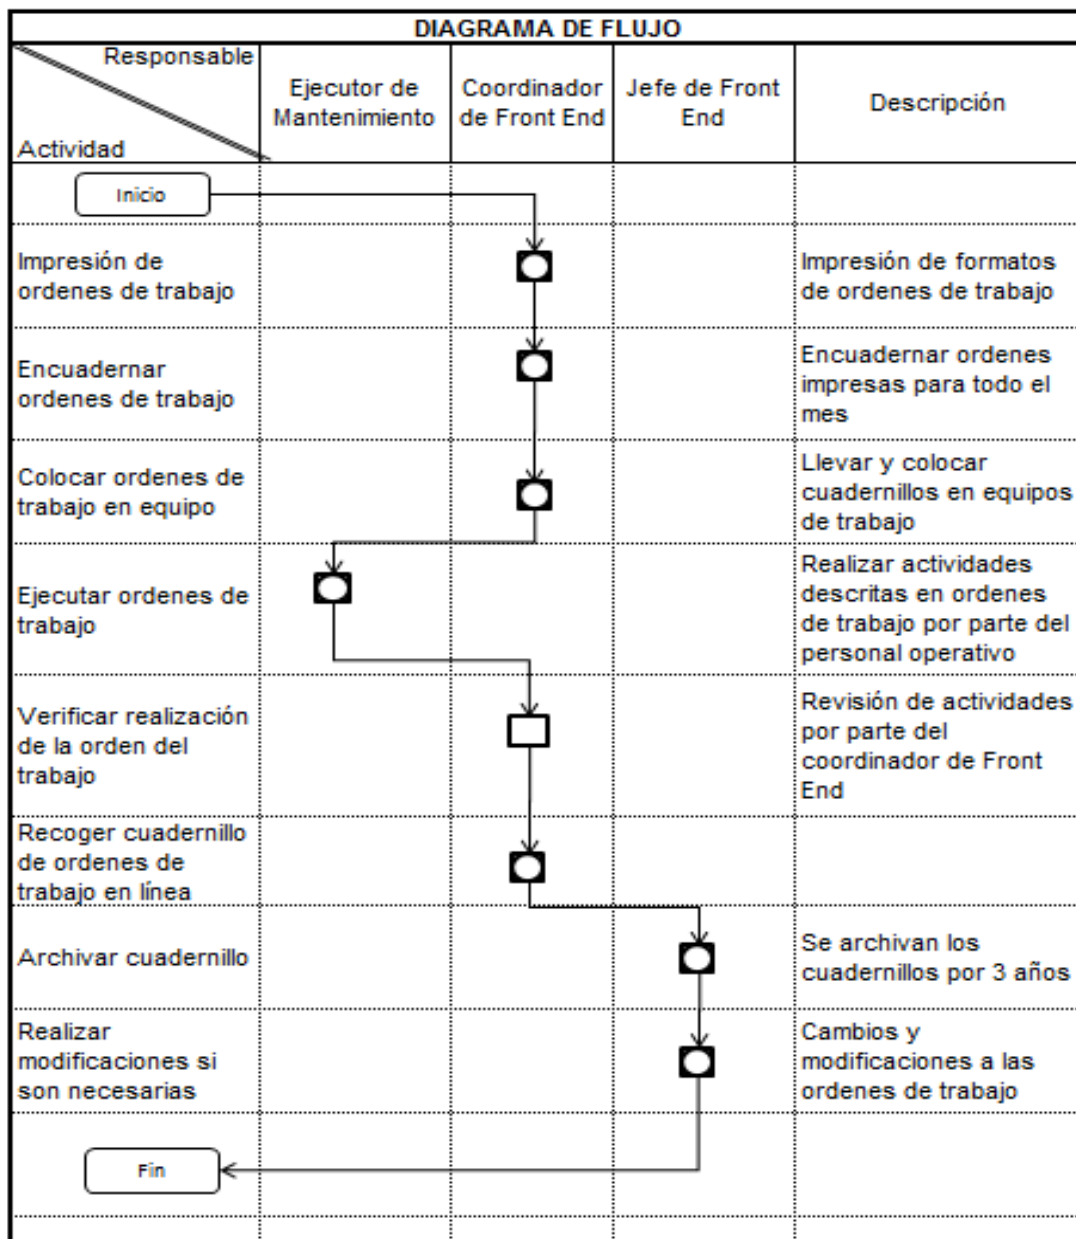 DIAGRAMA DE FLUJO
Responsable
Actividad
Ejecutor de
Mantenimiento
Coordinador
de Front End
Jefe de Front
End
Descripción
Inicio
Impresión de
ordenes de trabajo
Impresión de formatos
de ordenes de trabajo
Encuadernar
ordenes de trabajo
Encuadernar ordenes
impresas para todo el
mes
Colocar ordenes de
trabajo en equipo
Llevar y colocar
cuadernillos en equipos
de trabajo
Ejecutar ordenes de
trabajo
Realizar actividades
descritas en ordenes
de trabajo por parte del
personal operativo
Verificar realización
de la orden del
trabajo
Revisión de actividades
por parte del
coordinador de Front
End
Recoger cuadernillo
de ordenes de
trabajo en línea
Archivar cuadernillo
Se archivan los
cuadernillos por 3 años
Realizar
modificaciones si
son necesarias
Cambios y
modificaciones a las
ordenes de trabajo
Fin